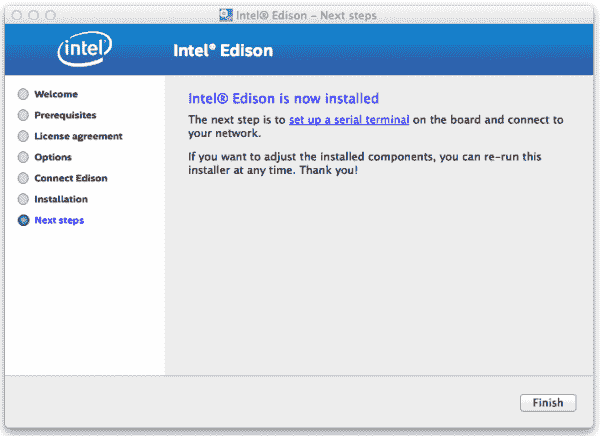 Intel® Edison – Next steps
intel®
Intel® Edison
Welcome
Prerequisites
License agreement
Options
Connect Edison
Installation
Next steps
Intel® Edison is now installed
The next step is to set up a serial terminal on the board and connect to
your network.
If you want to adjust the installed components, you can re-run this
installer at any time. Thank you!
Finish